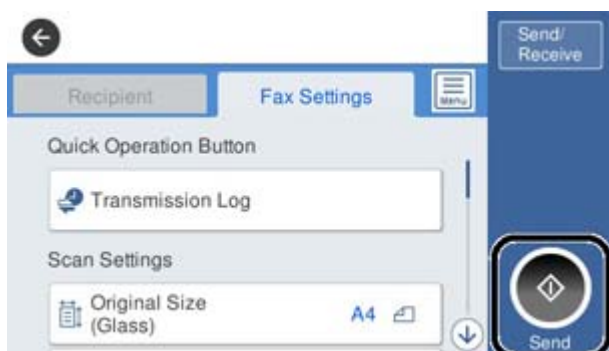 Send/
Receive
Recipient
Fax Settings
Menu
Quick Operation Button
Transmission Log
Scan Settings
Original Size
(Glass)
A4
Send